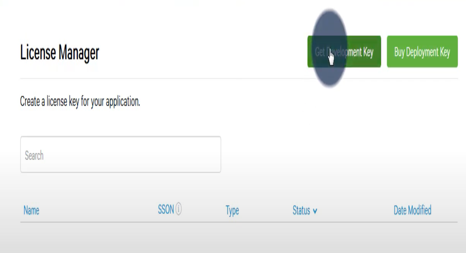 License Manager
Get Development Key
Buy Deployment Key
Create a license key for your application.
Search
Name SSON Type Status Date Modified